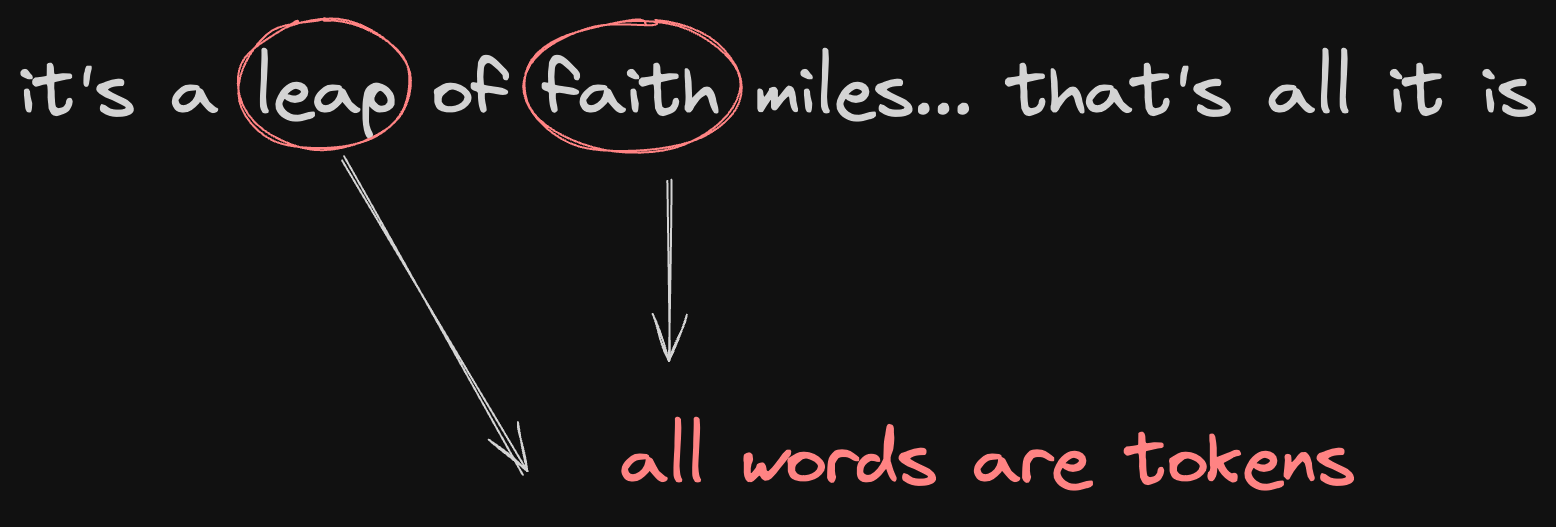 it's a leap of faith miles... that's all it is
all words are tokens